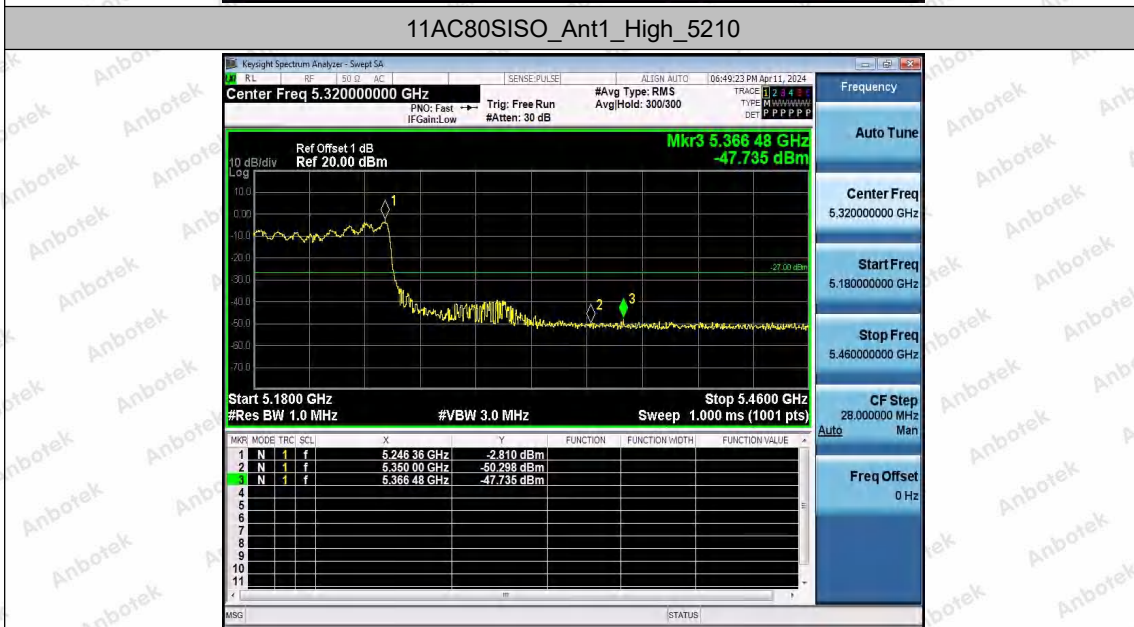 11AC80SISO_Ant1_High_5210
Keysight Spectrum Analyzer - Swept SA
RL RF 50 Ω AC SENSE:PULSE ALIGN AUTO 06:49:23 PM Apr 11, 2024
Center Freq 5.320000000 GHz
PNO: Fast
IFGain:Low
Trig: Free Run
#Atten: 30 dB
#Avg Type: RMS
Avg|Hold: 300/300
TRACE 1 2 3 4 5 6
TYPE M W W W W W
DET P P P P P P
Frequency
Auto Tune
Center Freq
5.320000000 GHz
Start Freq
5.180000000 GHz
Stop Freq
5.460000000 GHz
CF Step
28.000000 MHz
Auto Man
Freq Offset
0 Hz
Mkr3 5.366 48 GHz
-47.735 dBm
Ref Offset 1 dB
10 dB/div Ref 20.00 dBm
Log
10.0
0.00
-10.0
-20.0
-30.0
-40.0
-50.0
-60.0
-70.0
1
2
3
-27.00 dBm
Start 5.1800 GHz Stop 5.4600 GHz
#Res BW 1.0 MHz #VBW 3.0 MHz Sweep 1.000 ms (1001 pts)
MKR MODE TRC SCL X Y FUNCTION FUNCTION WIDTH FUNCTION VALUE
1 N 1 f 5.246 36 GHz -2.810 dBm
2 N 1 f 5.350 00 GHz -50.298 dBm
3 N 1 f 5.366 48 GHz -47.735 dBm
4
5
6
7
8
9
10
11
MSG STATUS
Anbotek